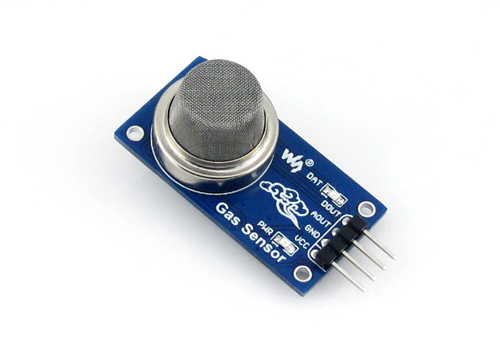 W ®
DAT
DOUT
AOUT
GND
VCC
PWR
Gas Sensor